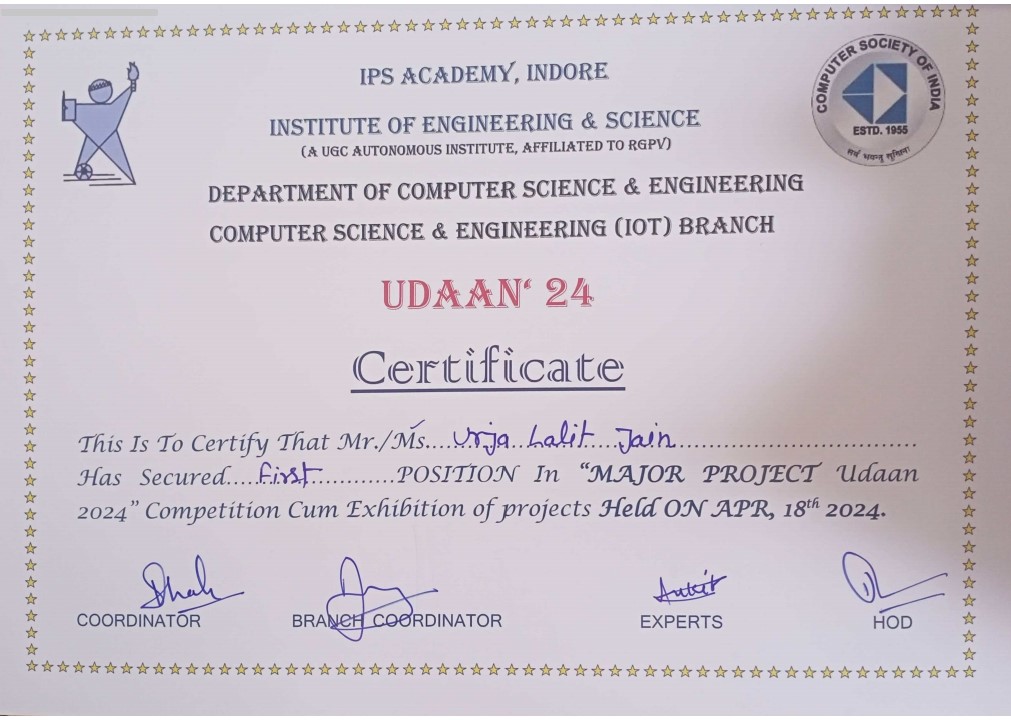 IPS ACADEMY, INDORE
COMPUTER SOCIETY OF INDIA
ESTD. 1955
INSTITUTE OF ENGINEERING & SCIENCE
(A UGC AUTONOMOUS INSTITUTE, AFFILIATED TO RGPV)
DEPARTMENT OF COMPUTER SCIENCE & ENGINEERING
COMPUTER SCIENCE & ENGINEERING (IOT) BRANCH
UDAAN‘ 24
Certificate
This Is To Certify That Mr./Ms....Urja Lalit Jain....................................
Has Secured....first............POSITION In “MAJOR PROJECT Udaan
2024” Competition Cum Exhibition of projects Held ON APR, 18th 2024.
COORDINATOR BRANCH COORDINATOR EXPERTS HOD